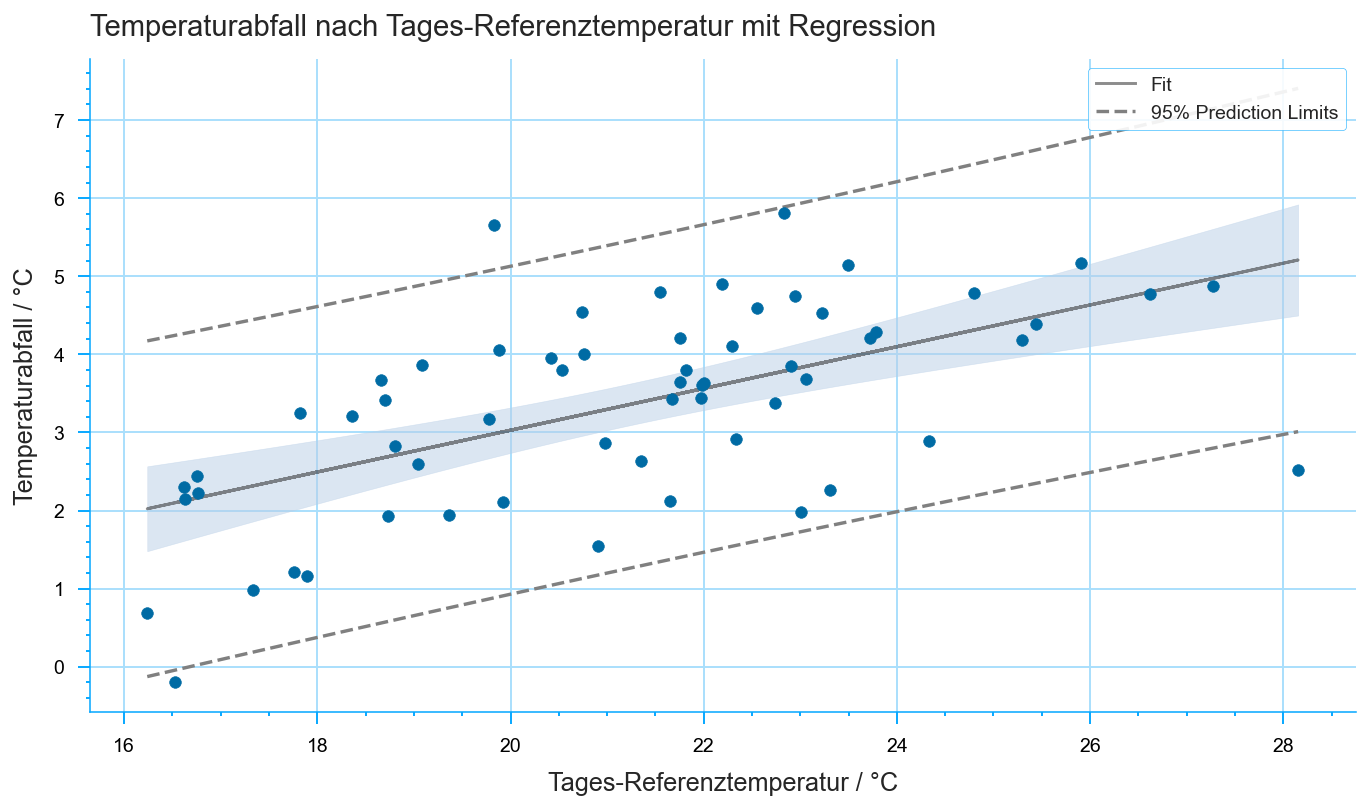 Temperaturabfall nach Tages-Referenztemperatur mit Regression
Fit
95% Prediction Limits
Temperaturabfall / °C
7
6
5
4
3
2
1
0
16 18 20 22 24 26 28
Tages-Referenztemperatur / °C